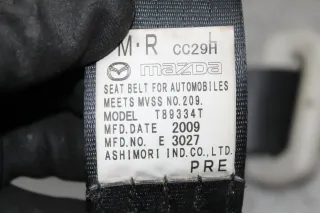 M·R CC29H
mazda
SEAT BELT FOR AUTOMOBILES
MEETS MVSS NO.209.
MODEL T89334T
MFD.DATE 2009
MFD.NO. E 3027
ASHIMORI IND.CO.,LTD.
PRE